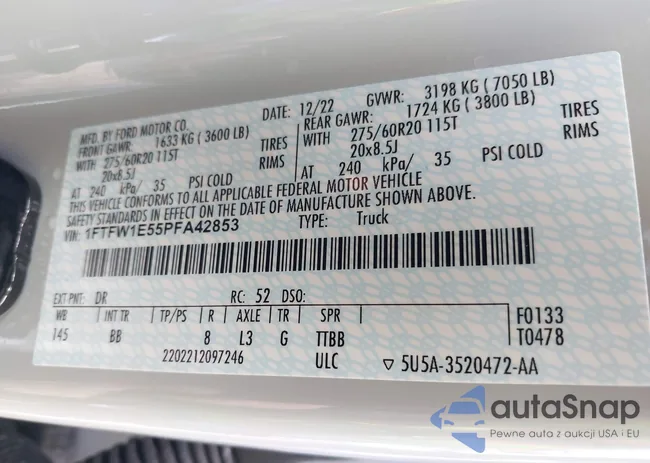 MFD. BY FORD MOTOR CO.
DATE: 12/22 GVWR: 3198 KG ( 7050 LB)
FRONT GAWR: 1633 KG ( 3600 LB)
REAR GAWR: 1724 KG ( 3800 LB)
WITH 275/60R20 115T TIRES
WITH 275/60R20 115T TIRES
20x8.5J RIMS
20x8.5J RIMS
AT 240 kPa/ 35 PSI COLD
AT 240 kPa/ 35 PSI COLD
THIS VEHICLE CONFORMS TO ALL APPLICABLE FEDERAL MOTOR VEHICLE
SAFETY STANDARDS IN EFFECT ON THE DATE OF MANUFACTURE SHOWN ABOVE.
VIN: 1FTFW1E55PFA42853 TYPE: Truck
EXT PNT: DR RC: 52 DSO:
WB INT TR TP/PS R AXLE TR SPR F0133
145 BB 8 L3 G TTBB T0478
2202212097246 ULC ▽ 5U5A-3520472-AA
autaSnap
Pewne auta z aukcji USA i EU